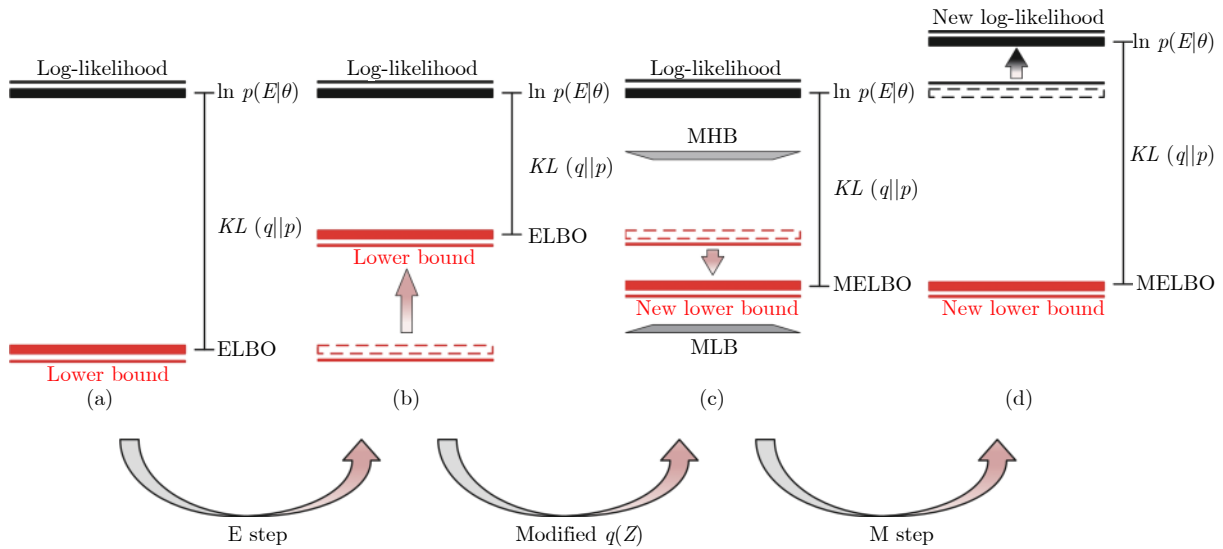 Log-likelihood
ln p(E|θ)
KL (q||p)
ELBO
Lower bound
(a)
Log-likelihood
ln p(E|θ)
KL (q||p)
ELBO
Lower bound
(b)
Log-likelihood
ln p(E|θ)
MHB
KL (q||p)
MELBO
New lower bound
MLB
(c)
New log-likelihood
ln p(E|θ)
KL (q||p)
MELBO
New lower bound
(d)
E step
Modified q(Z)
M step